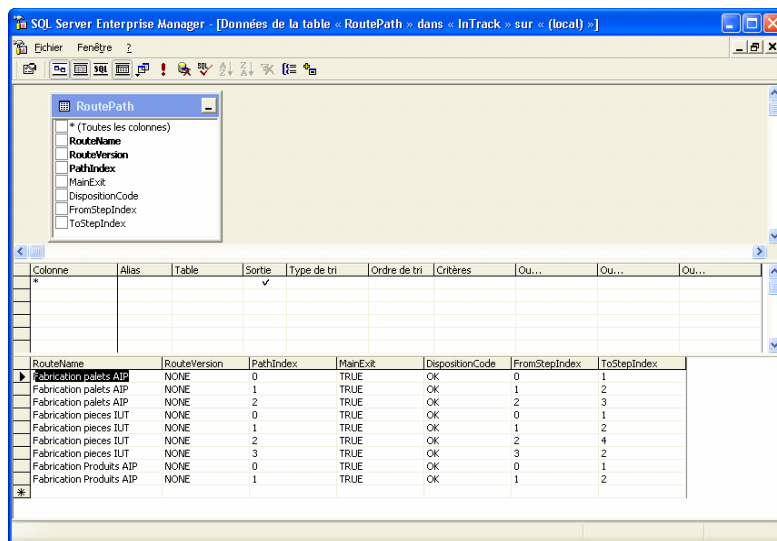 SQL Server Enterprise Manager - [Données de la table « RoutePath » dans « InTrack » sur « (local) »]
Fichier Fenêtre ?
SQL SQL
RoutePath
* (Toutes les colonnes)
RouteName
RouteVersion
PathIndex
MainExit
DispositionCode
FromStepIndex
ToStepIndex
Colonne Alias Table Sortie Type de tri Ordre de tri Critères Ou... Ou... Ou...
*
RouteName RouteVersion PathIndex MainExit DispositionCode FromStepIndex ToStepIndex
Fabrication palets AIP NONE 0 TRUE OK 0 1
Fabrication palets AIP NONE 1 TRUE OK 1 2
Fabrication palets AIP NONE 2 TRUE OK 2 3
Fabrication pieces IUT NONE 0 TRUE OK 0 1
Fabrication pieces IUT NONE 1 TRUE OK 1 2
Fabrication pieces IUT NONE 2 TRUE OK 2 4
Fabrication pieces IUT NONE 3 TRUE OK 3 2
Fabrication Produits AIP NONE 0 TRUE OK 0 1
Fabrication Produits AIP NONE 1 TRUE OK 1 2